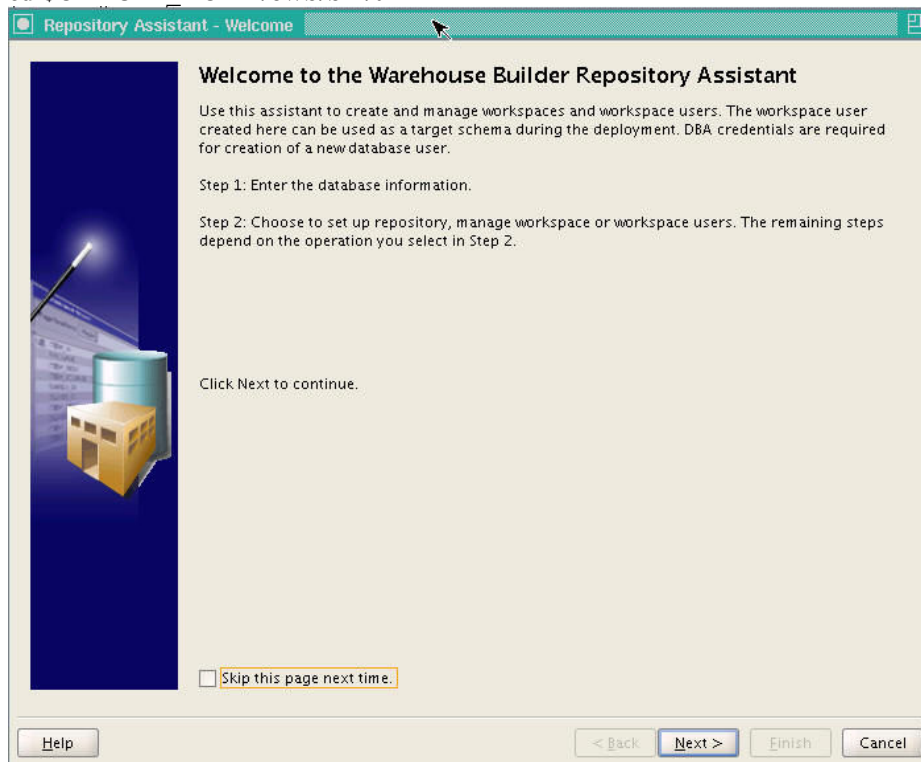 Repository Assistant - Welcome
Welcome to the Warehouse Builder Repository Assistant
Use this assistant to create and manage workspaces and workspace users. The workspace user
created here can be used as a target schema during the deployment. DBA credentials are required
for creation of a new database user.
Step 1: Enter the database information.
Step 2: Choose to set up repository, manage workspace or workspace users. The remaining steps
depend on the operation you select in Step 2.
Click Next to continue.
Skip this page next time.
Help
< Back
Next >
Finish
Cancel